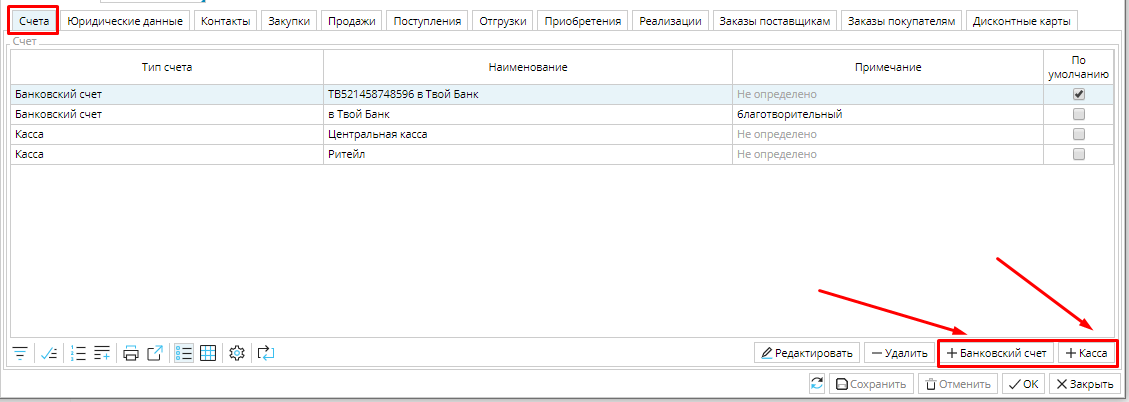 Счета Юридические данные Контакты Закупки Продажи Поступления Отгрузки Приобретения Реализации Заказы поставщикам Заказы покупателям Дисконтные карты
Счет
Тип счета Наименование Примечание По умолчанию
Банковский счет TB521458748596 в Твой Банк Не определено
Банковский счет в Твой Банк благотворительный
Касса Центральная касса Не определено
Касса Ритейл Не определено
Редактировать Удалить Банковский счет Касса
Сохранить Отменить OK Закрыть